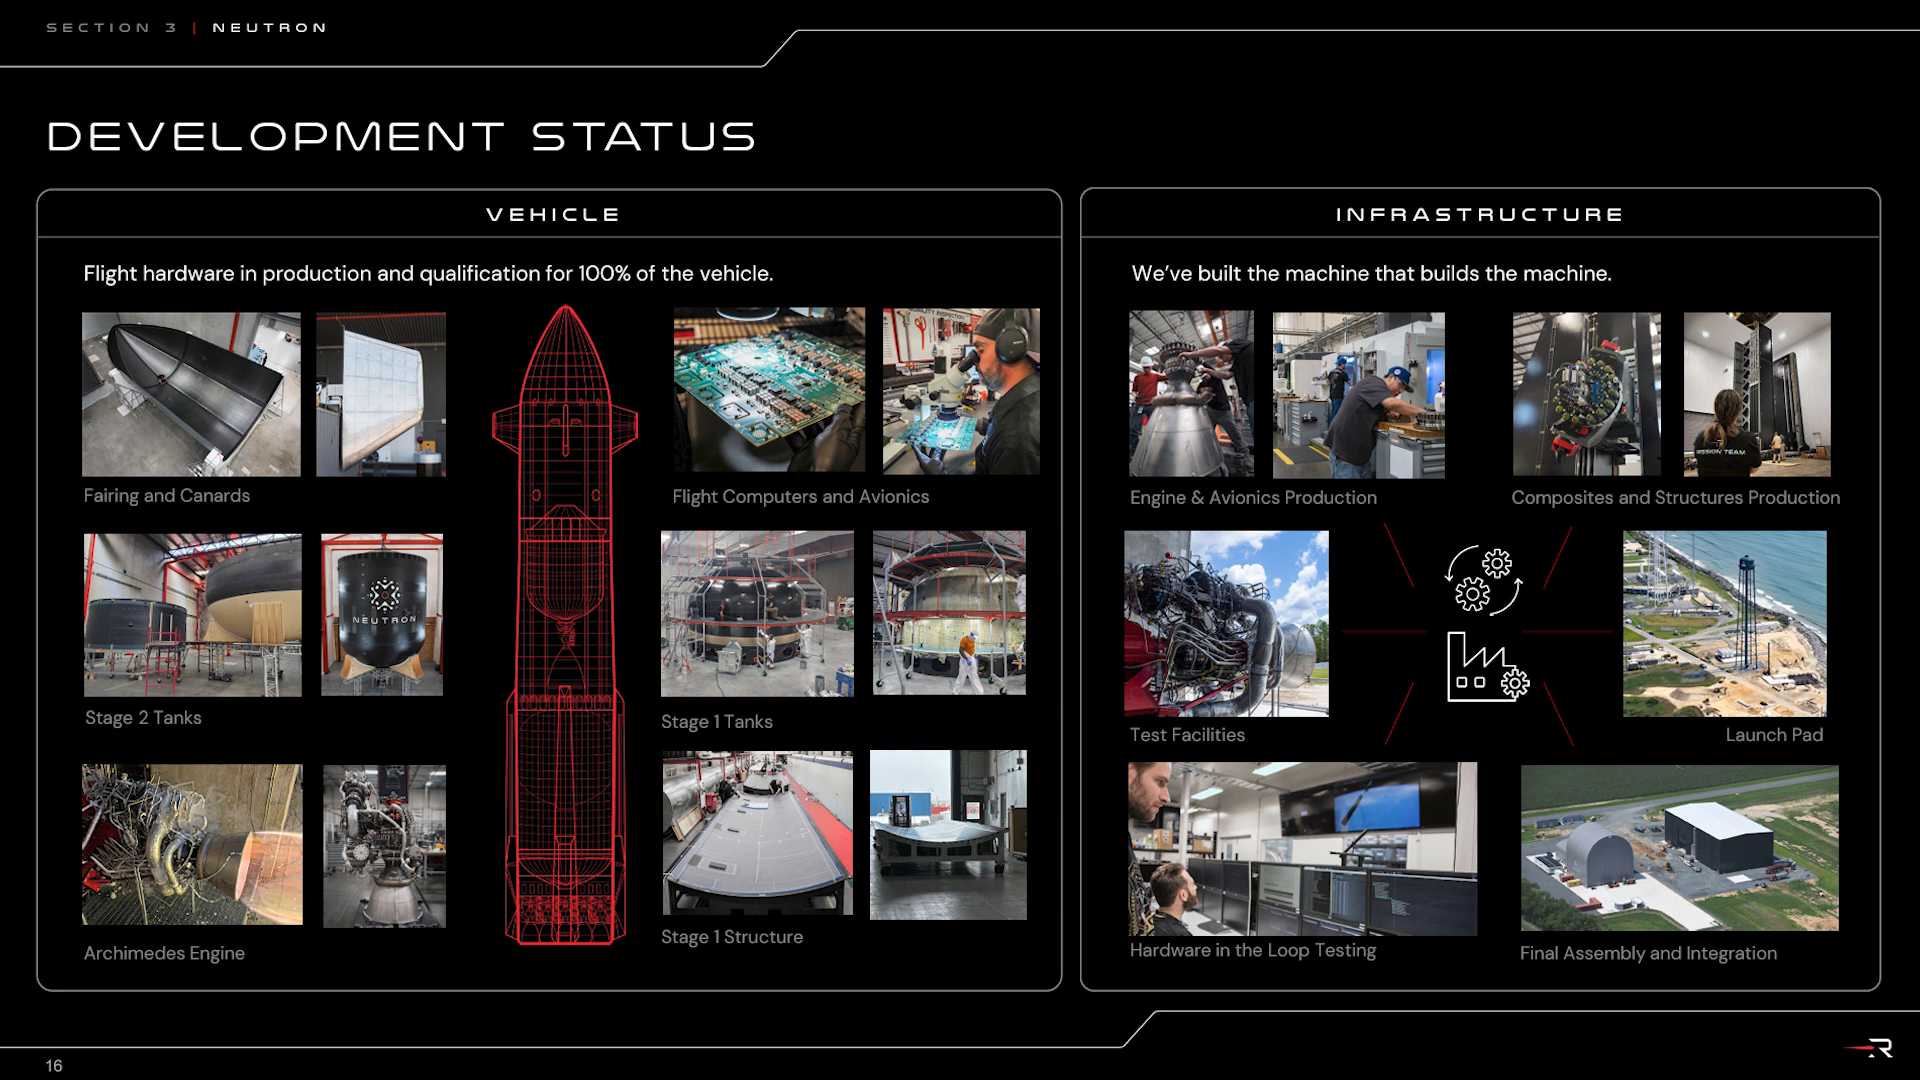 SECTION 3 | NEUTRON
DEVELOPMENT STATUS
VEHICLE
Flight hardware in production and qualification for 100% of the vehicle.
Fairing and Canards
Flight Computers and Avionics
NEUTRON
Stage 2 Tanks
Stage 1 Tanks
Archimedes Engine
Stage 1 Structure
INFRASTRUCTURE
We've built the machine that builds the machine.
MISSION TEAM
Engine & Avionics Production
Composites and Structures Production
Test Facilities
Launch Pad
Hardware in the Loop Testing
Final Assembly and Integration
16